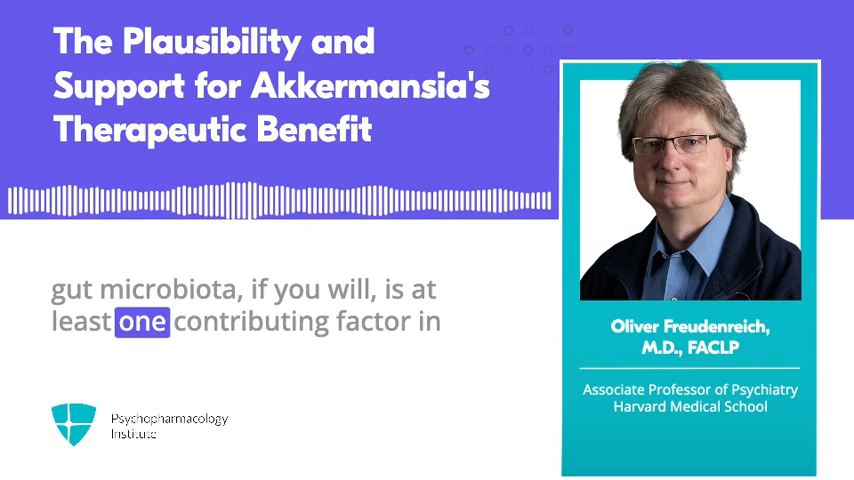 The Plausibility and
Support for Akkermansia's
Therapeutic Benefit
gut microbiota, if you will, is at
least one contributing factor in
Oliver Freudenreich,
M.D., FACLP
Associate Professor of Psychiatry
Harvard Medical School
Psychopharmacology
Institute